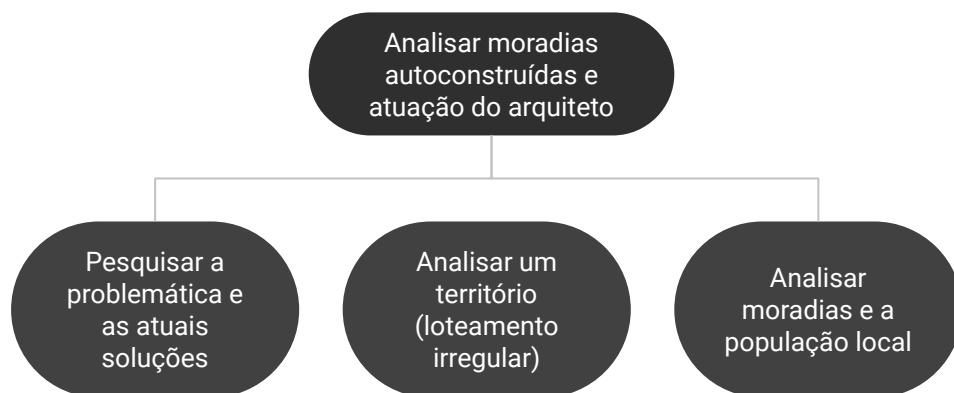 Analisar moradias
autoconstruídas e
atuação do arquiteto
Pesquisar a
problemática e
as atuais
soluções
Analisar um
território
(loteamento
irregular)
Analisar
moradias e a
população local